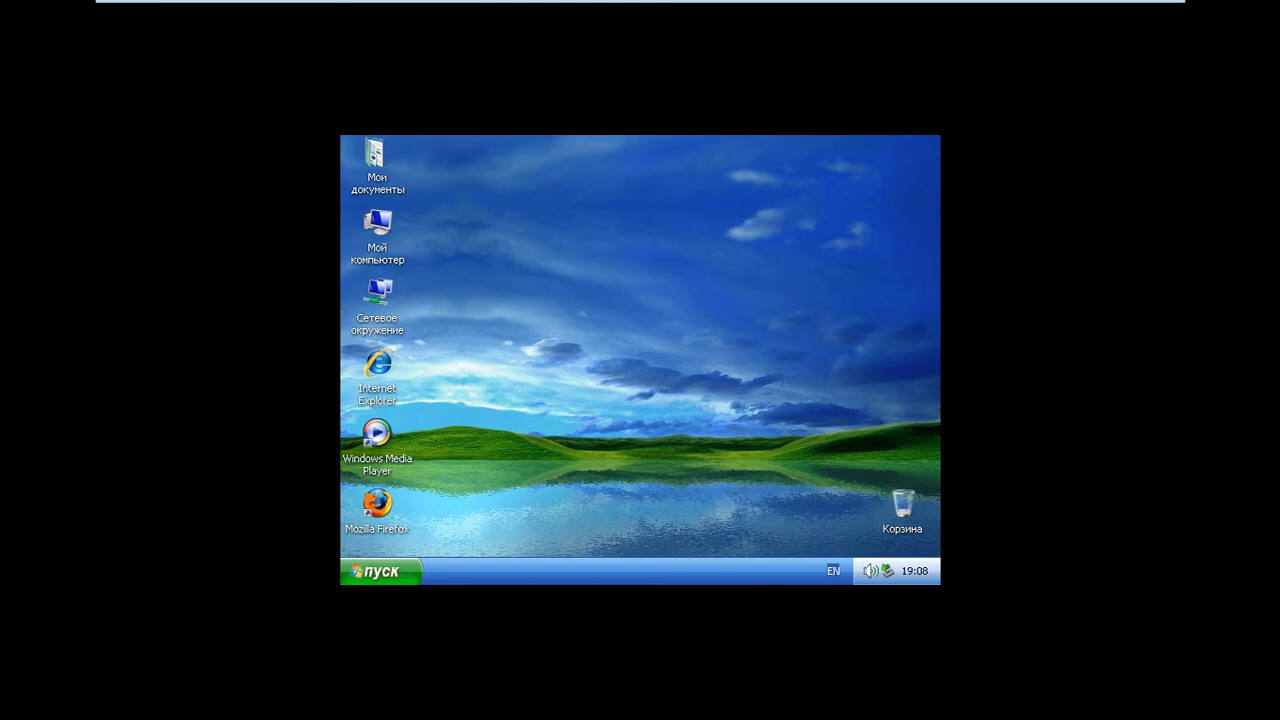 Мои
документы
Мой
компьютер
Сетевое
окружение
Internet
Explorer
Windows Media
Player
Mozilla Firefox
Корзина
пуск
EN
19:08